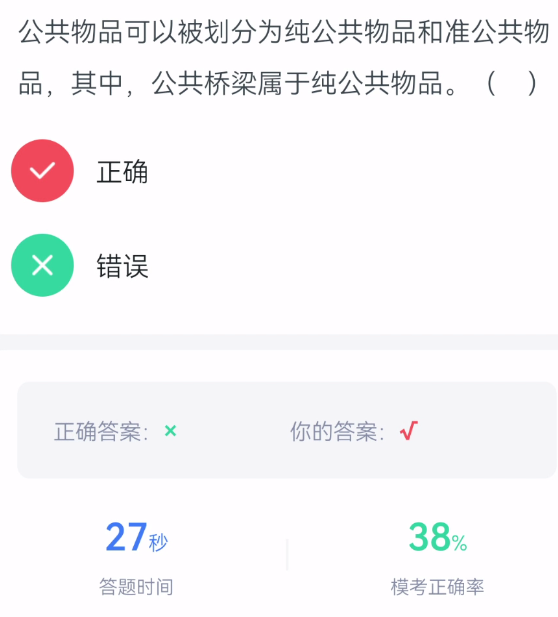 公共物品可以被划分为纯公共物品和准公共物
品，其中，公共桥梁属于纯公共物品。（　）
正确
错误
正确答案：× 你的答案：√
27秒 38%
答题时间 模考正确率